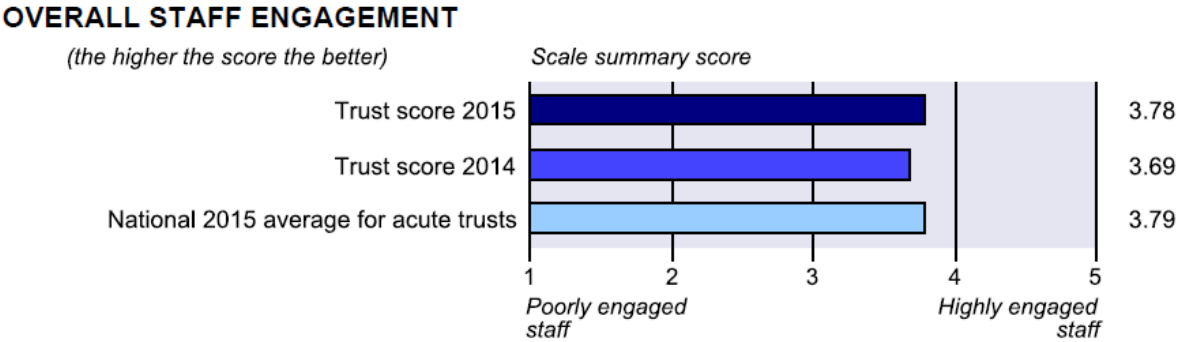 OVERALL STAFF ENGAGEMENT
(the higher the score the better)
Scale summary score
Trust score 2015
3.78
Trust score 2014
3.69
National 2015 average for acute trusts
3.79
1 2 3 4 5
Poorly engaged
staff
Highly engaged
staff